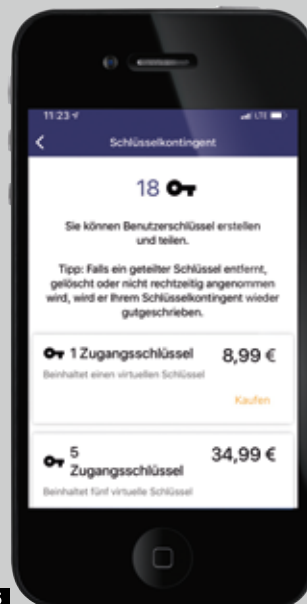 11:23
LTE
Schlüsselkontingent
18
Sie können Benutzerschlüssel erstellen
und teilen.
Tipp: Falls ein geteilter Schlüssel entfernt,
gelöscht oder nicht rechtzeitig angenommen
wird, wird er Ihrem Schlüsselkontingent wieder
gutgeschrieben.
1 Zugangsschlüssel 8,99 €
Beinhaltet einen virtuellen Schlüssel
Kaufen
5 34,99 €
Zugangsschlüssel
Beinhaltet fünf virtuelle Schlüssel